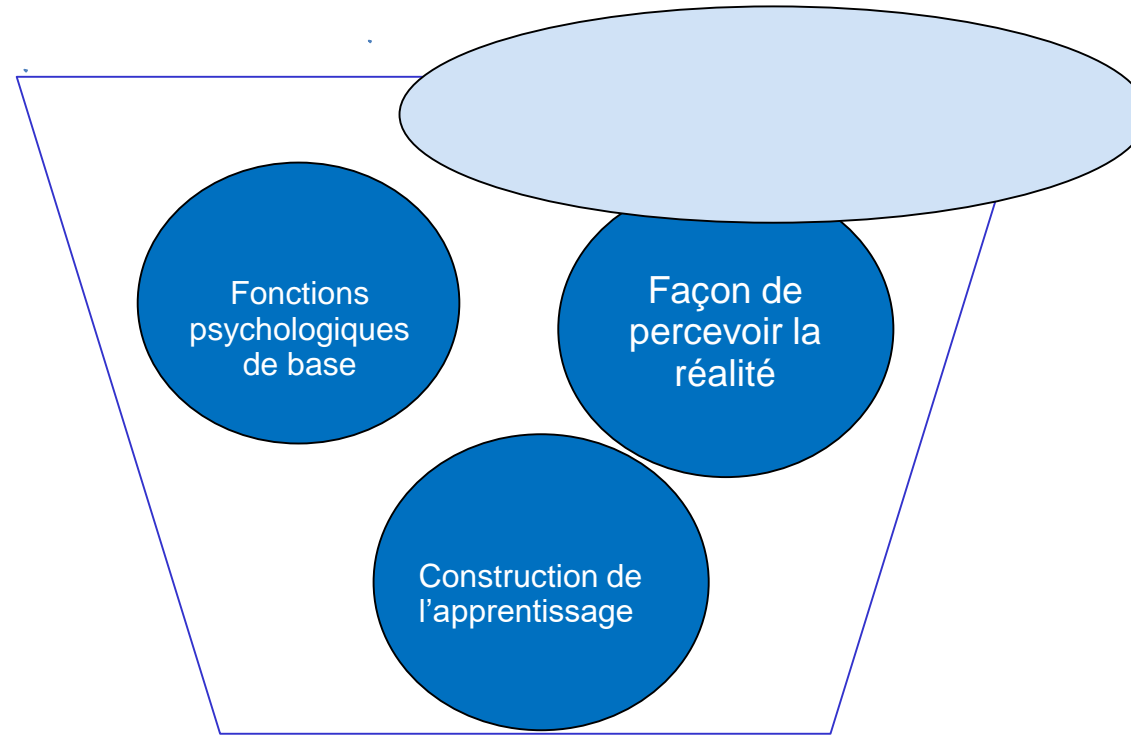 Fonctions
psychologiques
de base
Façon de
percevoir la
réalité
Construction de
l’apprentissage